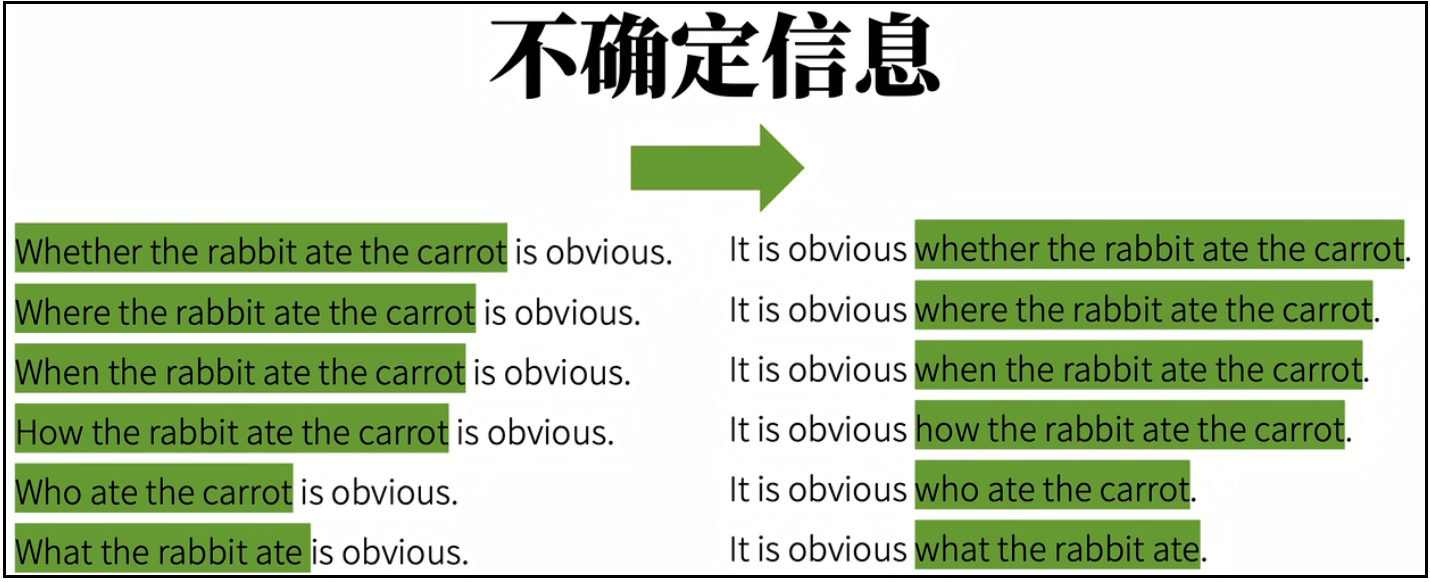 不确定信息
Whether the rabbit ate the carrot is obvious.
Where the rabbit ate the carrot is obvious.
When the rabbit ate the carrot is obvious.
How the rabbit ate the carrot is obvious.
Who ate the carrot is obvious.
What the rabbit ate is obvious.
It is obvious whether the rabbit ate the carrot.
It is obvious where the rabbit ate the carrot.
It is obvious when the rabbit ate the carrot.
It is obvious how the rabbit ate the carrot.
It is obvious who ate the carrot.
It is obvious what the rabbit ate.